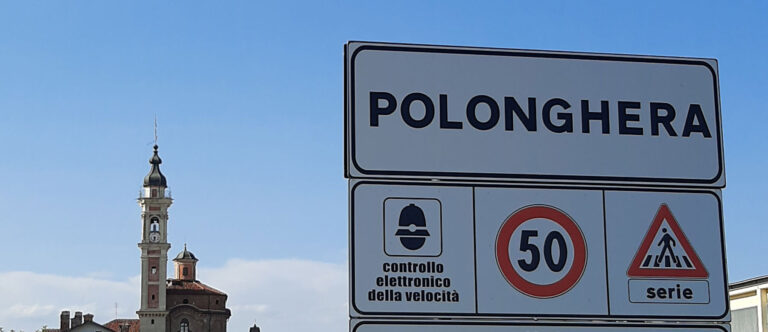 POLONGHERA
controllo
elettronico
della velocità
50
serie